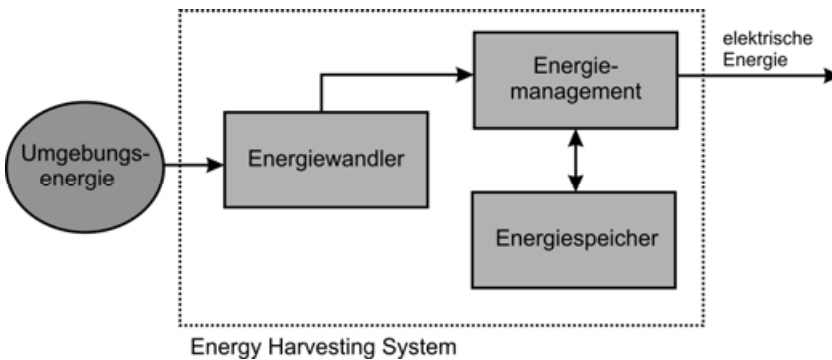 Umgebungs-
energie
Energiewandler
Energie-
management
Energiespeicher
elektrische
Energie
Energy Harvesting System